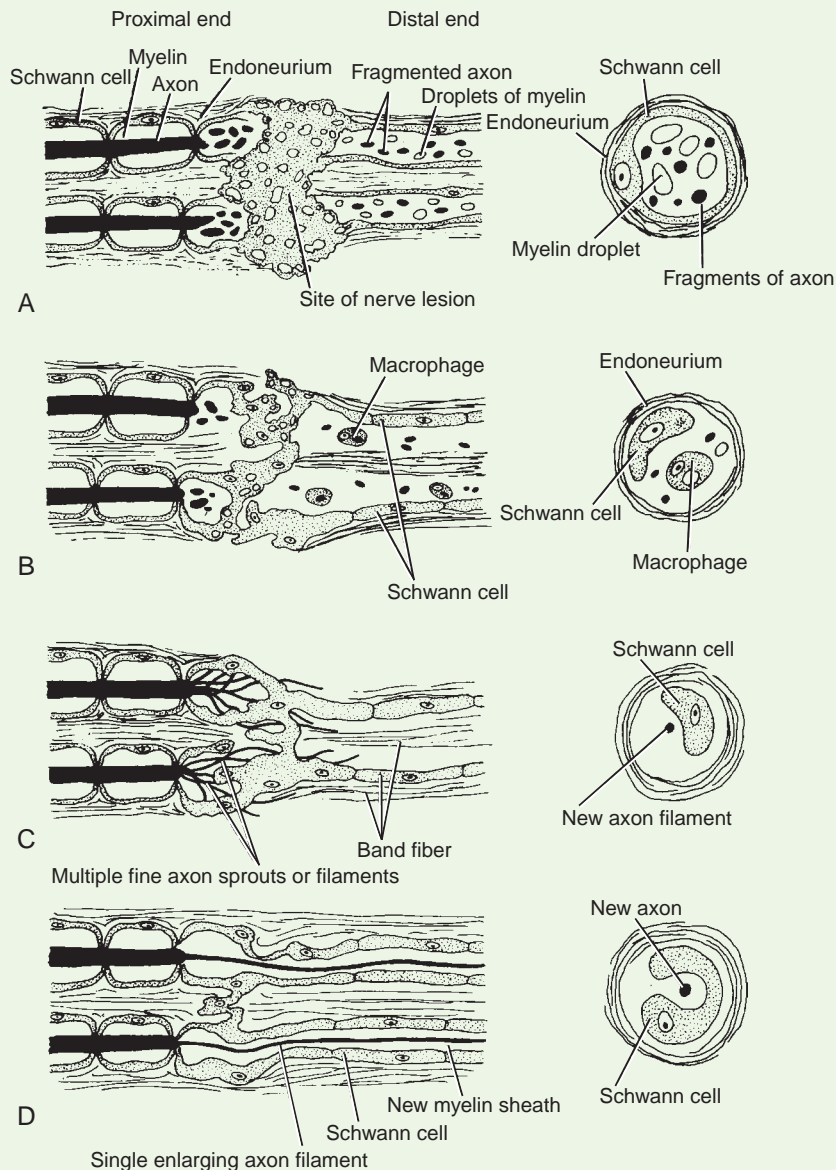 Proximal end
Distal end
Myelin
Schwann cell
Axon
Endoneurium
Fragmented axon
Droplets of myelin
Schwann cell
Endoneurium
Myelin droplet
Fragments of axon
Site of nerve lesion
A
Macrophage
Endoneurium
Schwann cell
Macrophage
Schwann cell
B
Schwann cell
New axon filament
Band fiber
C
Multiple fine axon sprouts or filaments
New axon
Schwann cell
New myelin sheath
D
Schwann cell
Single enlarging axon filament